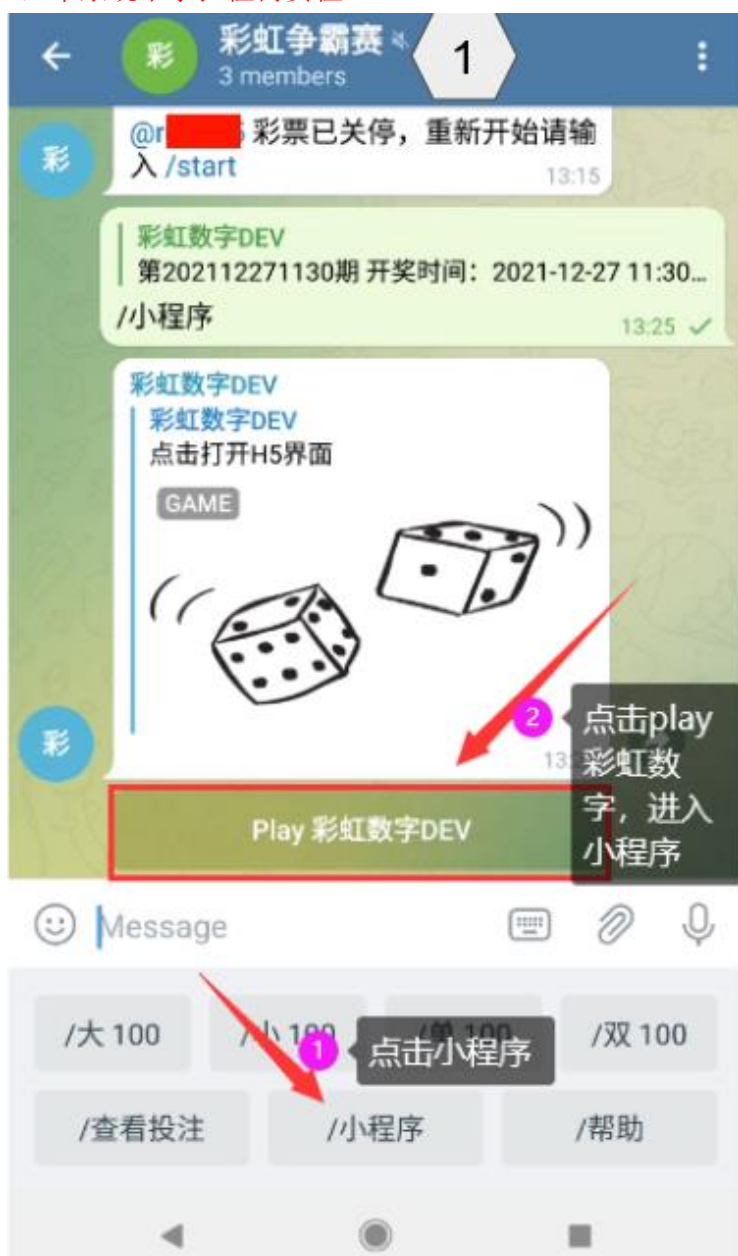 彩
彩虹争霸赛
3 members
1
彩
@r 彩票已关停，重新开始请输
入 /start
13:15
彩虹数字DEV
第202112271130期 开奖时间：2021-12-27 11:30...
/小程序
13:25
彩虹数字DEV
彩虹数字DEV
点击打开H5界面
GAME
彩
2
点击play
彩虹数
字，进入
小程序
Play 彩虹数字DEV
Message
/大 100
/双 100
1
点击小程序
/查看投注
/小程序
/帮助